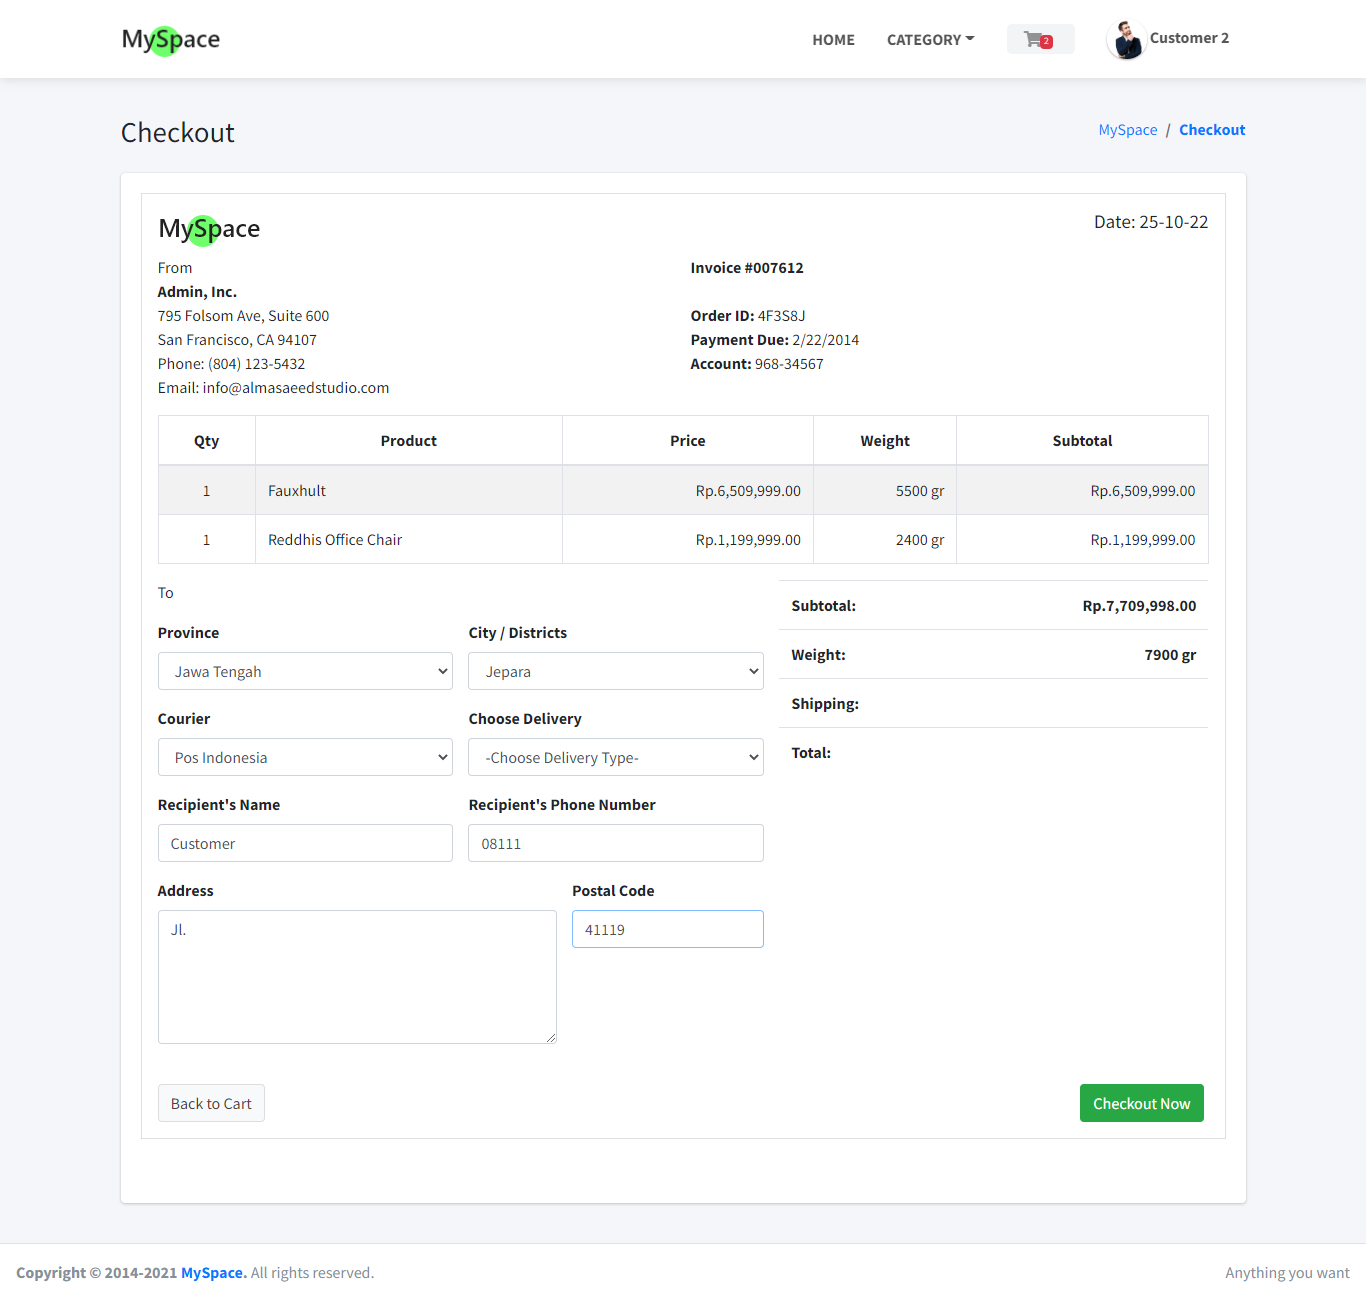 MySpace
HOME
CATEGORY
2
Customer 2
Checkout
MySpace / Checkout
MySpace
Date: 25-10-22
From
Admin, Inc.
795 Folsom Ave, Suite 600
San Francisco, CA 94107
Phone: (804) 123-5432
Email: info@almasaeedstudio.com
Invoice #007612
Order ID: 4F3S8J
Payment Due: 2/22/2014
Account: 968-34567
Qty Product Price Weight Subtotal
1 Fauxhult Rp.6,509,999.00 5500 gr Rp.6,509,999.00
1 Reddhis Office Chair Rp.1,199,999.00 2400 gr Rp.1,199,999.00
To
Province
Jawa Tengah
City / Districts
Jepara
Courier
Pos Indonesia
Choose Delivery
-Choose Delivery Type-
Recipient's Name
Customer
Recipient's Phone Number
08111
Address
Jl.
Postal Code
41119
Subtotal: Rp.7,709,998.00
Weight: 7900 gr
Shipping:
Total:
Back to Cart
Checkout Now
Copyright © 2014-2021 MySpace. All rights reserved.
Anything you want